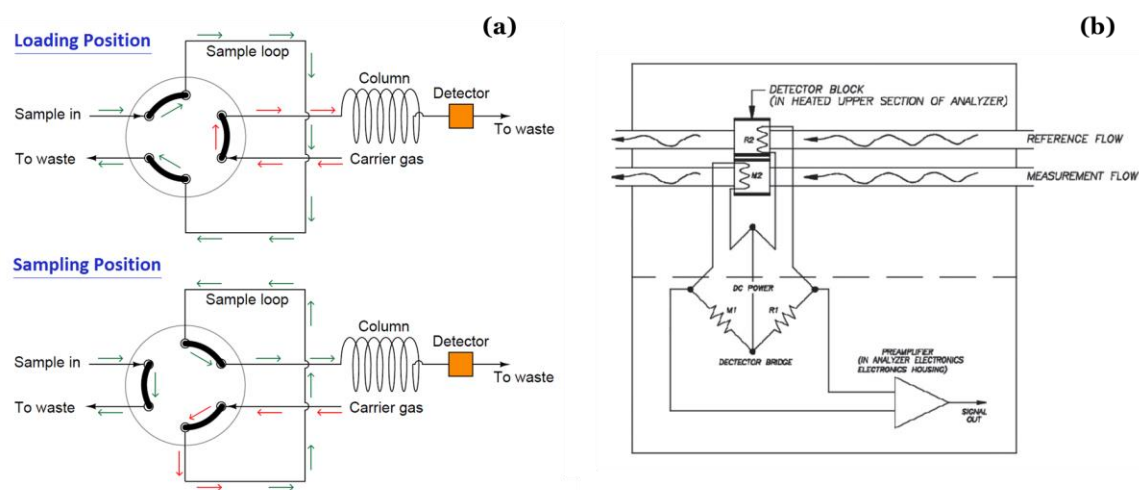 (a)
Loading Position
Sample loop
Column
Detector
Sample in
To waste
To waste
Carrier gas
Sampling Position
Sample loop
Column
Detector
Sample in
To waste
To waste
Carrier gas
(b)
DETECTOR BLOCK
(IN HEATED UPPER SECTION OF ANALYZER)
R2
REFERENCE FLOW
M2
MEASUREMENT FLOW
DC POWER
M1
R1
DECTECTOR BRIDGE
PREAMPLIFIER
(IN ANALYZER ELECTRONICS
ELECTRONICS HOUSING)
SIGNAL
OUT